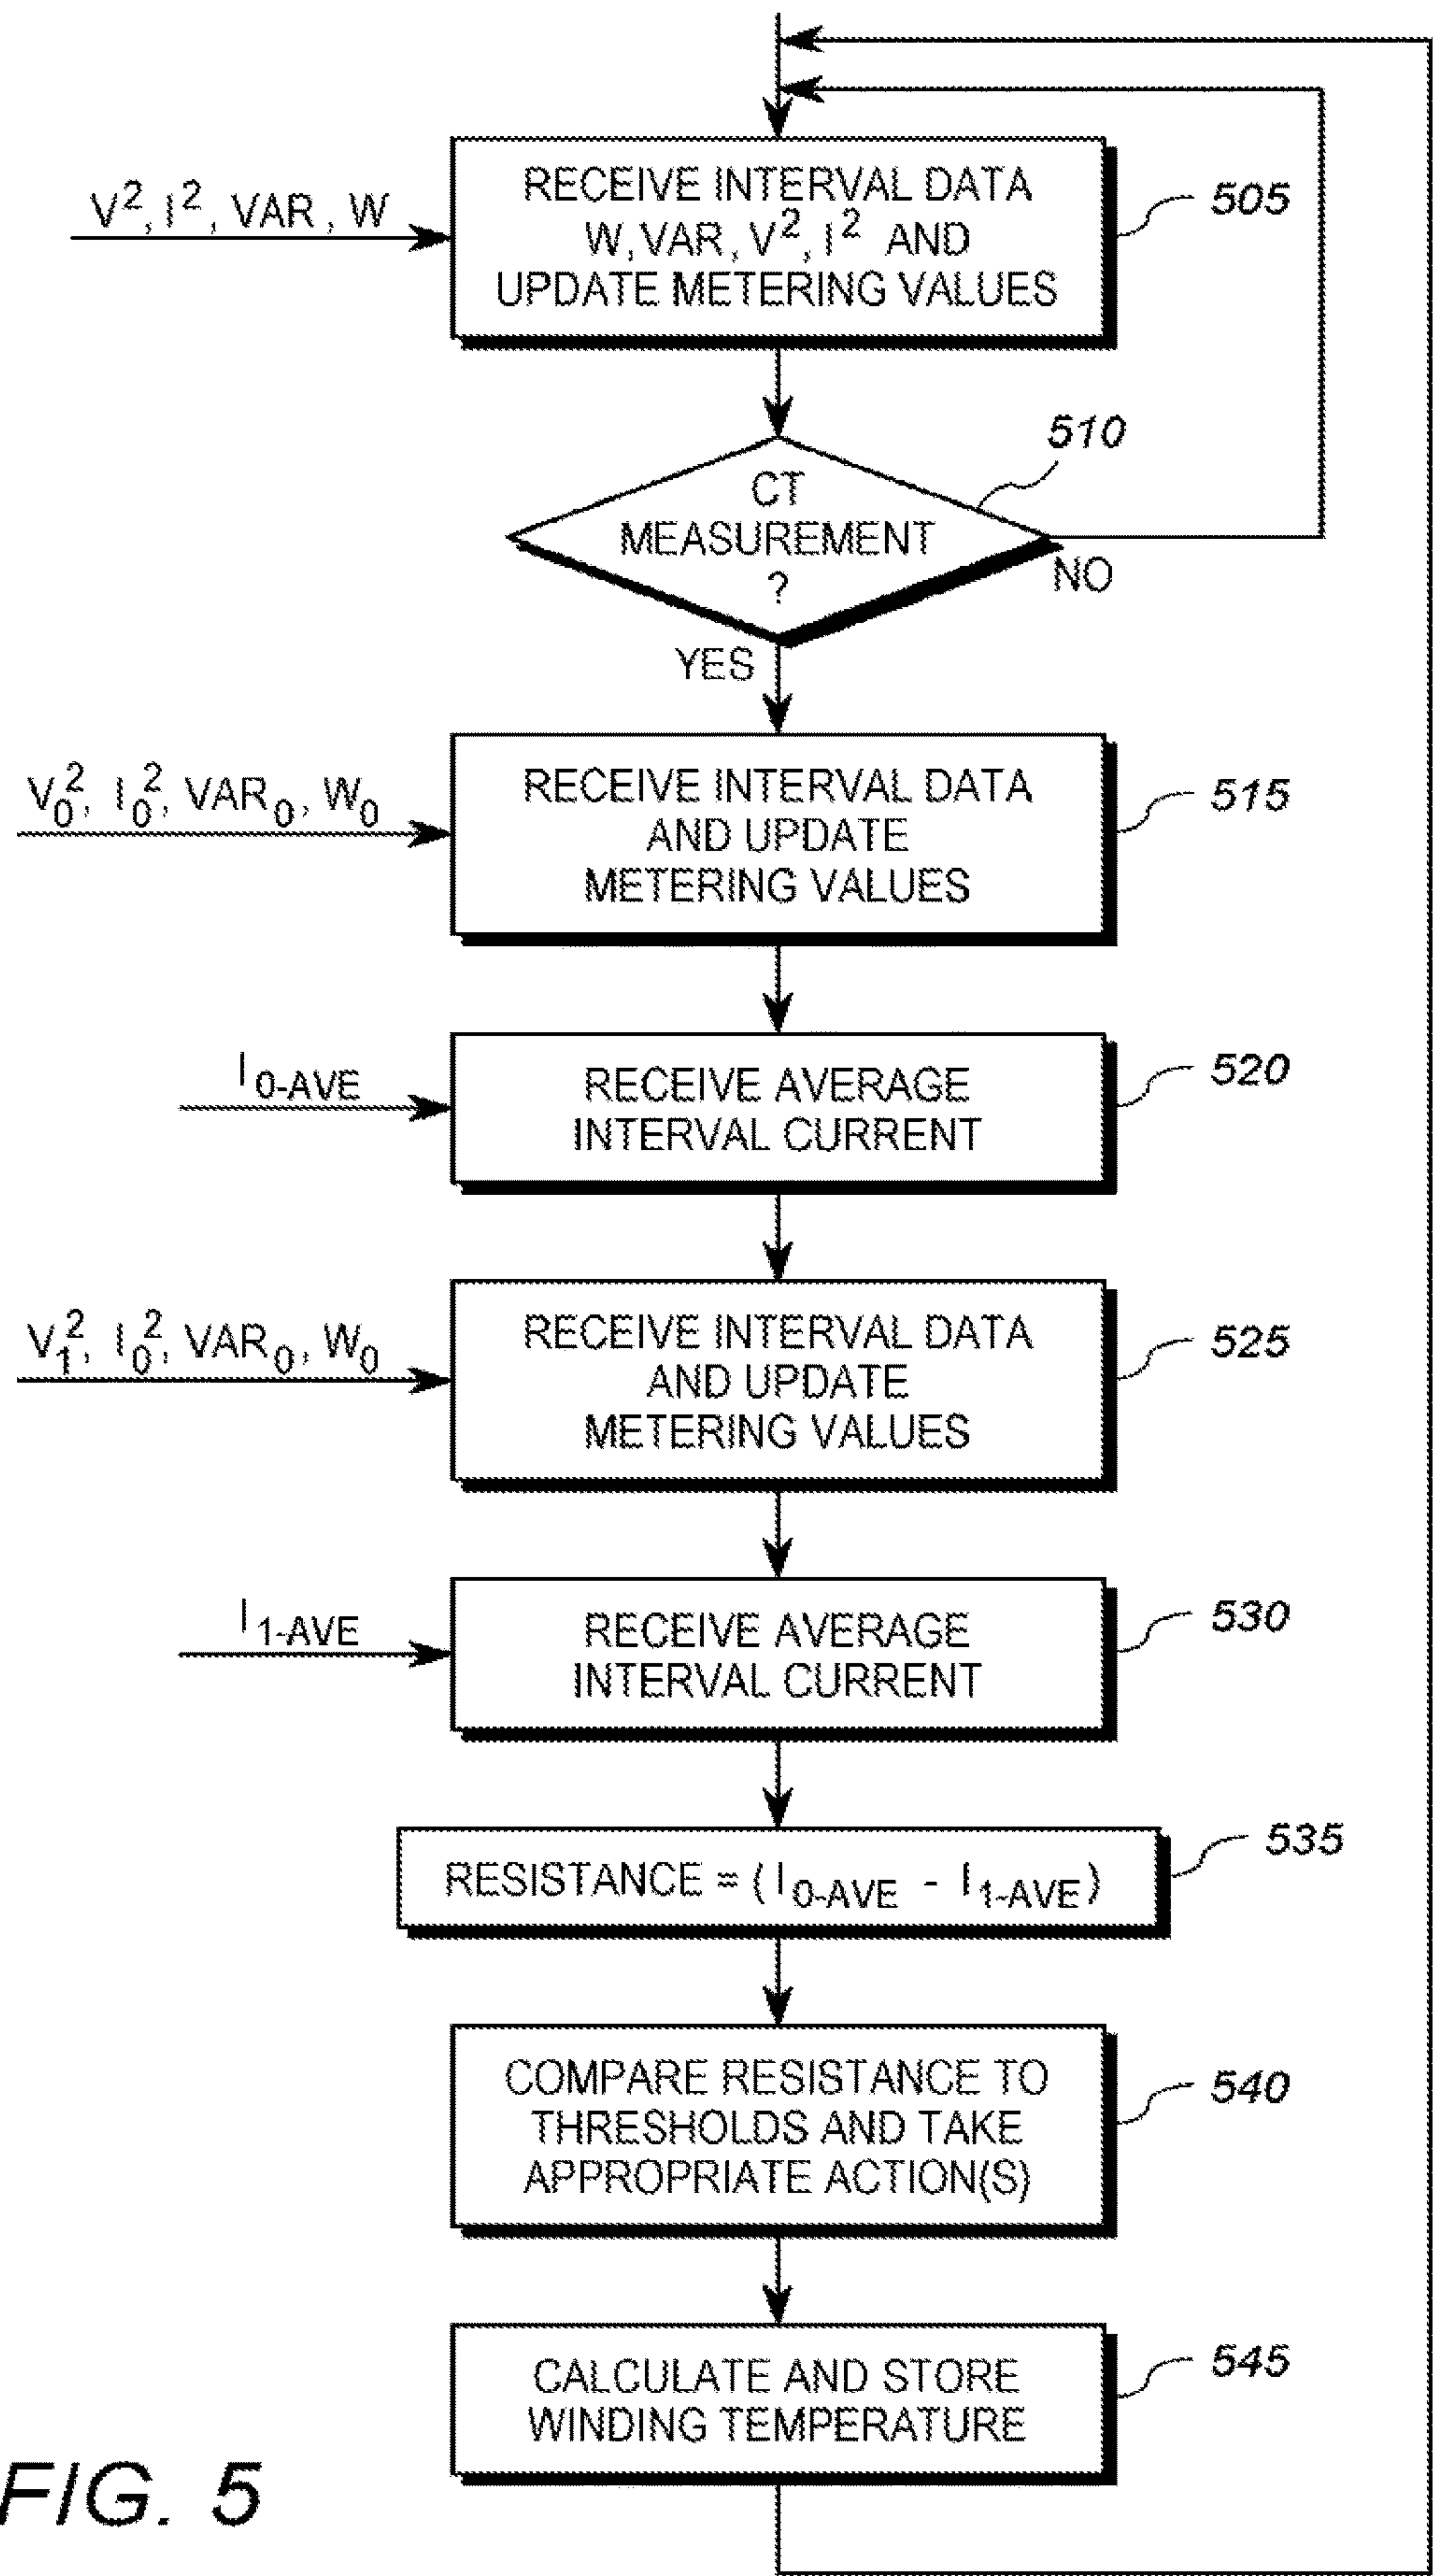 V², I², VAR, W
RECEIVE INTERVAL DATA
W, VAR, V², I² AND
UPDATE METERING VALUES
505
510
CT
MEASUREMENT
?
NO
YES
V₀², I₀², VAR₀, W₀
RECEIVE INTERVAL DATA
AND UPDATE
METERING VALUES
515
I₀₋AVE
RECEIVE AVERAGE
INTERVAL CURRENT
520
V₁², I₀², VAR₀, W₀
RECEIVE INTERVAL DATA
AND UPDATE
METERING VALUES
525
I₁₋AVE
RECEIVE AVERAGE
INTERVAL CURRENT
530
RESISTANCE = (I₀₋AVE - I₁₋AVE)
535
COMPARE RESISTANCE TO
THRESHOLDS AND TAKE
APPROPRIATE ACTION(S)
540
CALCULATE AND STORE
WINDING TEMPERATURE
545
FIG. 5